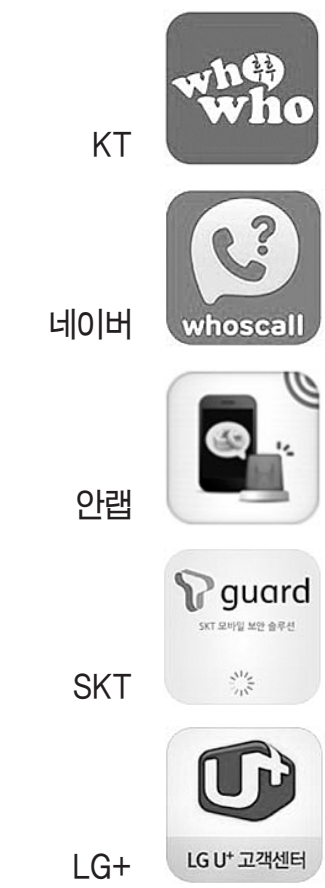 who 후후
who
KT
?
네이버
whoscall
안랩
T guard
SKT 모바일 보안 솔루션
SKT
U+
LG+
LG U+ 고객센터